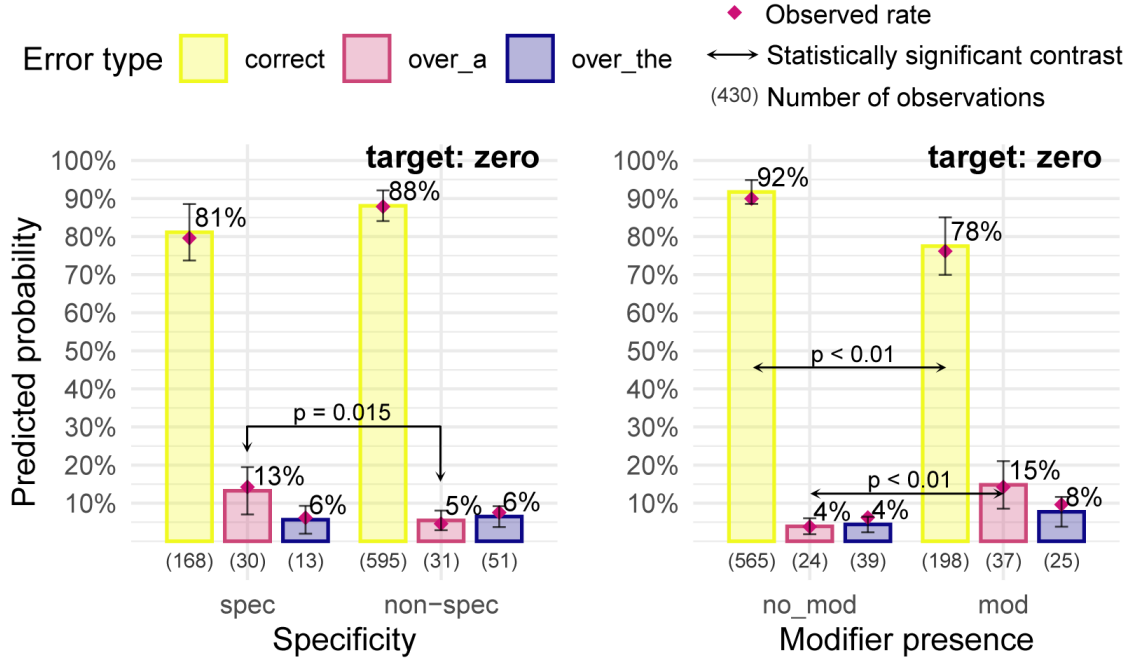 Error type correct over_a over_the
Observed rate
Statistically significant contrast
(430) Number of observations
Predicted probability
target: zero
100%
90%
80%
70%
60%
50%
40%
30%
20%
10%
81%
13%
6%
88%
5%
6%
p = 0.015
(168) (30) (13) (595) (31) (51)
spec non-spec
Specificity
target: zero
100%
90%
80%
70%
60%
50%
40%
30%
20%
10%
92%
4%
4%
78%
15%
8%
p < 0.01
p < 0.01
(565) (24) (39) (198) (37) (25)
no_mod mod
Modifier presence